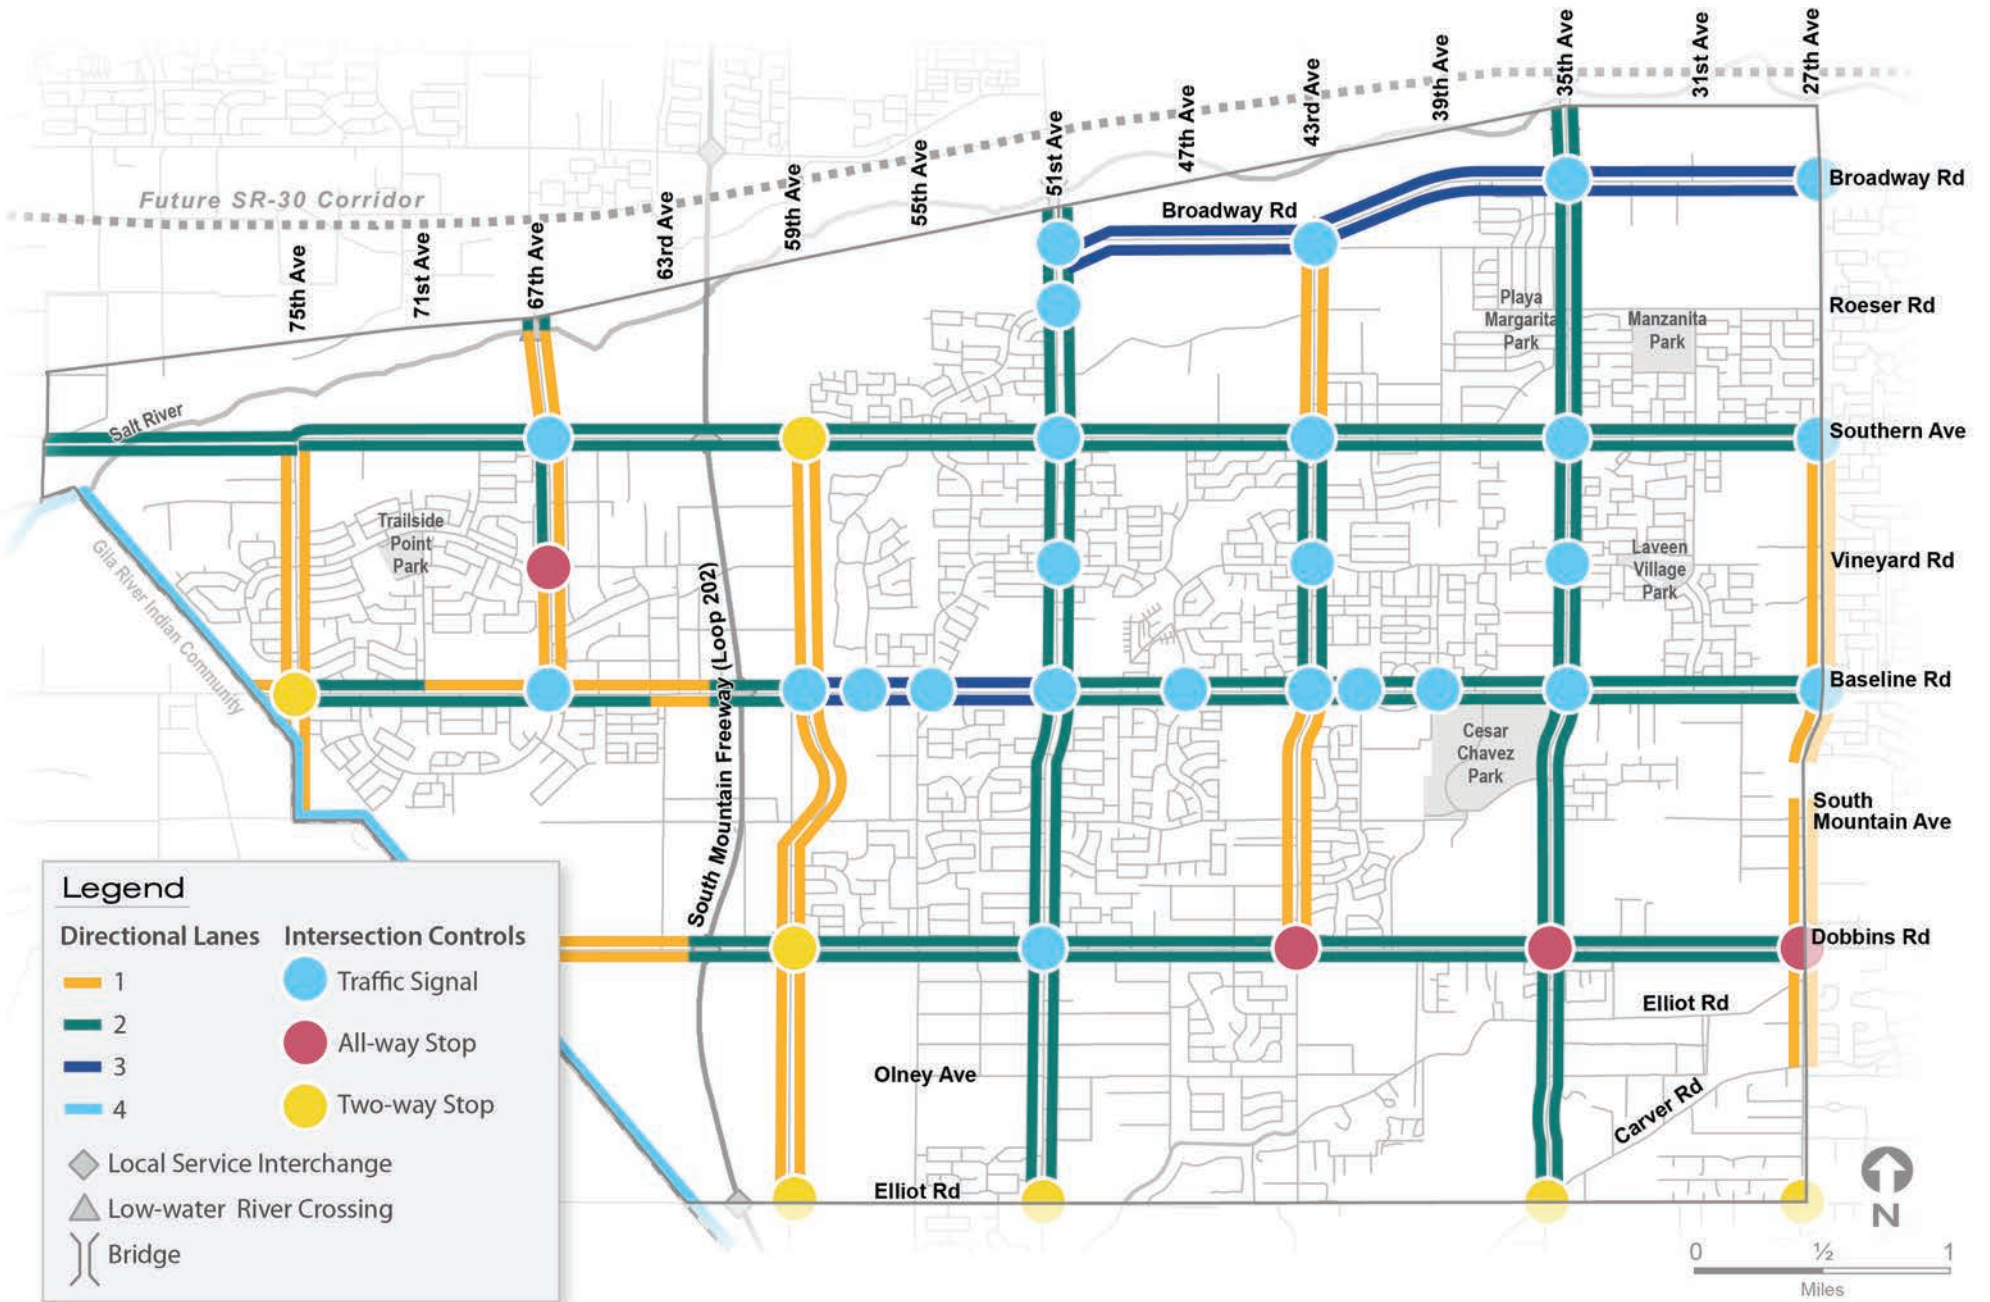 75th Ave
71st Ave
67th Ave
63rd Ave
59th Ave
55th Ave
51st Ave
47th Ave
43rd Ave
39th Ave
35th Ave
31st Ave
27th Ave
Future SR-30 Corridor
Broadway Rd
Broadway Rd
Roeser Rd
Playa
Margarita
Park
Manzanita
Park
Salt River
Southern Ave
Trailside
Point
Park
Laveen
Village
Park
Vineyard Rd
Gila River Indian Community
South Mountain Freeway (Loop 202)
Baseline Rd
Cesar
Chavez
Park
South
Mountain Ave
Dobbins Rd
Elliot Rd
Olney Ave
Carver Rd
Elliot Rd
Legend
Directional Lanes
1
2
3
4
Intersection Controls
Traffic Signal
All-way Stop
Two-way Stop
Local Service Interchange
Low-water River Crossing
Bridge
N
0 ½ 1
Miles